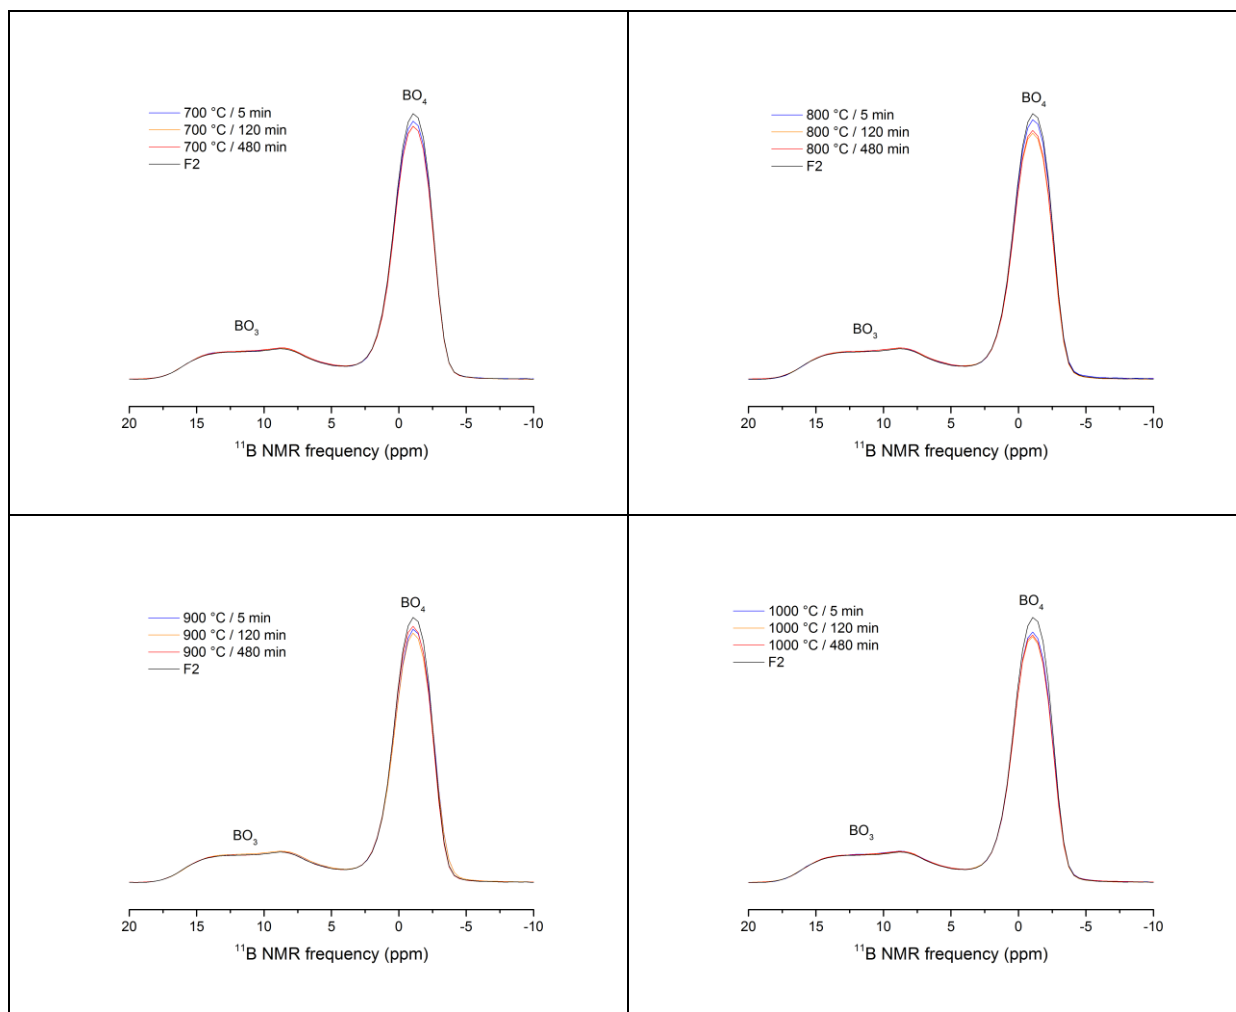 BO4
700 °C / 5 min
700 °C / 120 min
700 °C / 480 min
F2
BO3
20 15 10 5 0 -5 -10
11B NMR frequency (ppm)
BO4
800 °C / 5 min
800 °C / 120 min
800 °C / 480 min
F2
BO3
20 15 10 5 0 -5 -10
11B NMR frequency (ppm)
BO4
900 °C / 5 min
900 °C / 120 min
900 °C / 480 min
F2
BO3
20 15 10 5 0 -5 -10
11B NMR frequency (ppm)
BO4
1000 °C / 5 min
1000 °C / 120 min
1000 °C / 480 min
F2
BO3
20 15 10 5 0 -5 -10
11B NMR frequency (ppm)